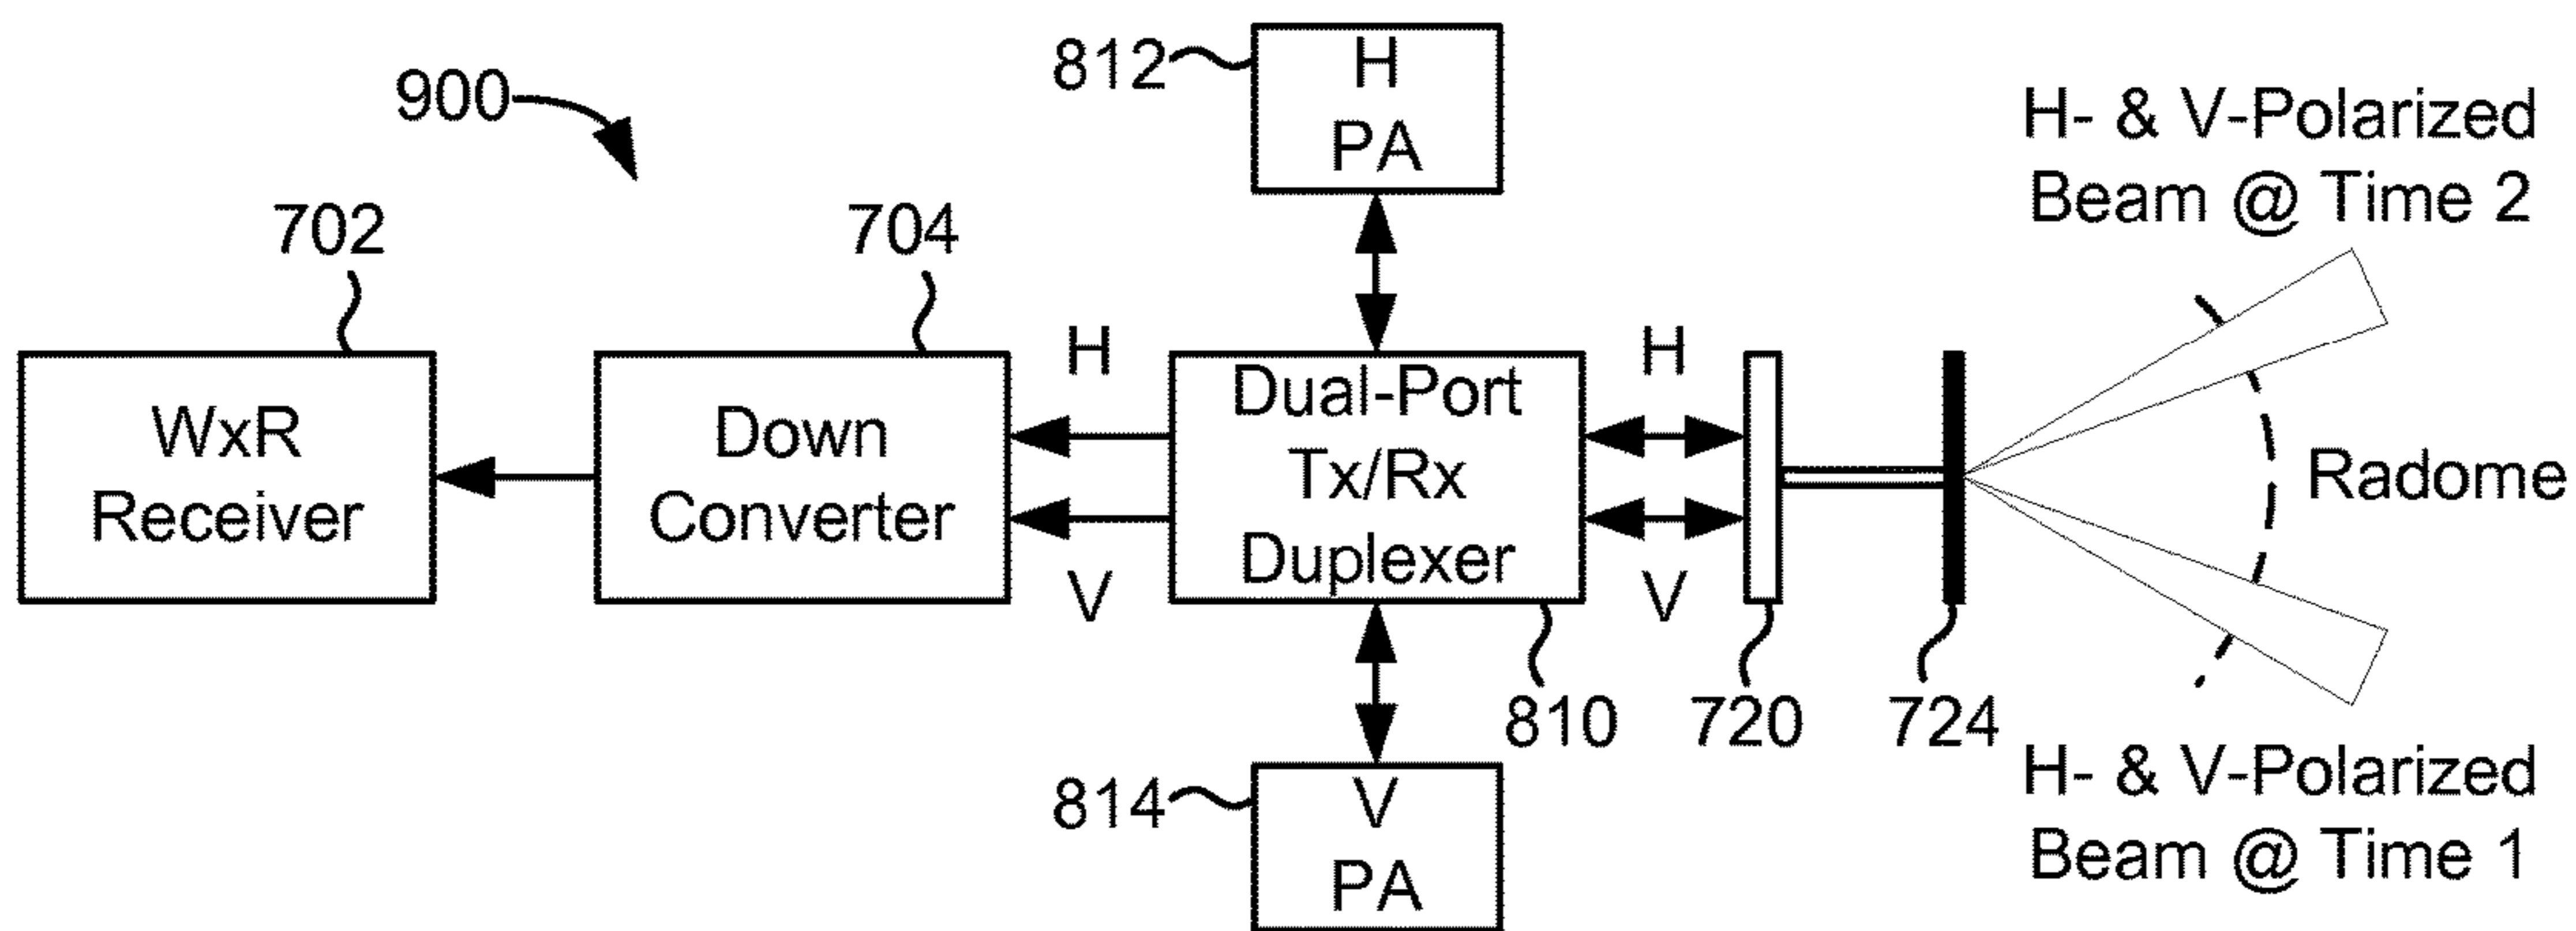 812
H
PA
H- & V-Polarized
Beam @ Time 2
900
702
704
WxR
Receiver
Down
Converter
H
V
Dual-Port
Tx/Rx
Duplexer
H
V
Radome
810
720
724
814
V
PA
H- & V-Polarized
Beam @ Time 1